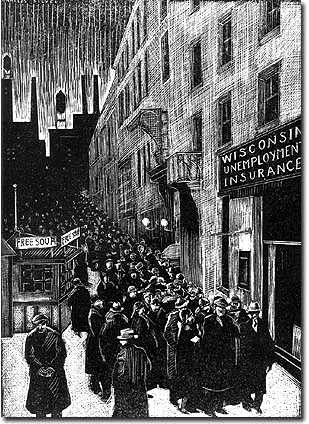 FREE SOUP
WISCONSIN
UNEMPLOYMENT
INSURANCE